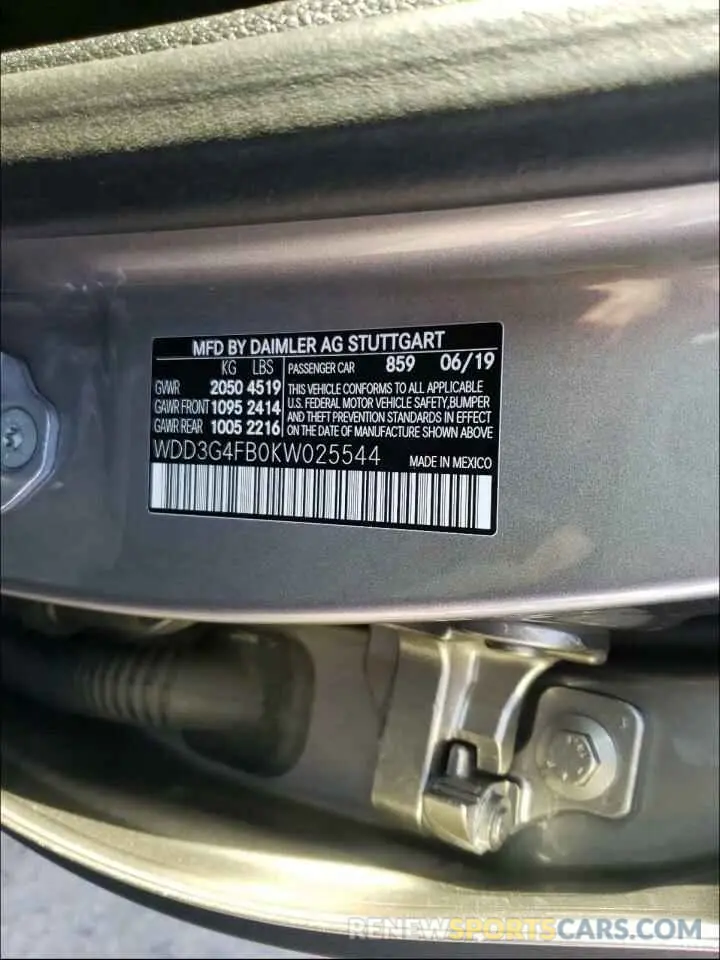 MFD BY DAIMLER AG STUTTGART
KG LBS
GVWR 2050 4519
GAWR FRONT 1095 2414
GAWR REAR 1005 2216
PASSENGER CAR 859 06/19
THIS VEHICLE CONFORMS TO ALL APPLICABLE
U.S. FEDERAL MOTOR VEHICLE SAFETY,BUMPER
AND THEFT PREVENTION STANDARDS IN EFFECT
ON THE DATE OF MANUFACTURE SHOWN ABOVE
WDD3G4FB0KW025544 MADE IN MEXICO
RENEWSPORTSCARS.COM